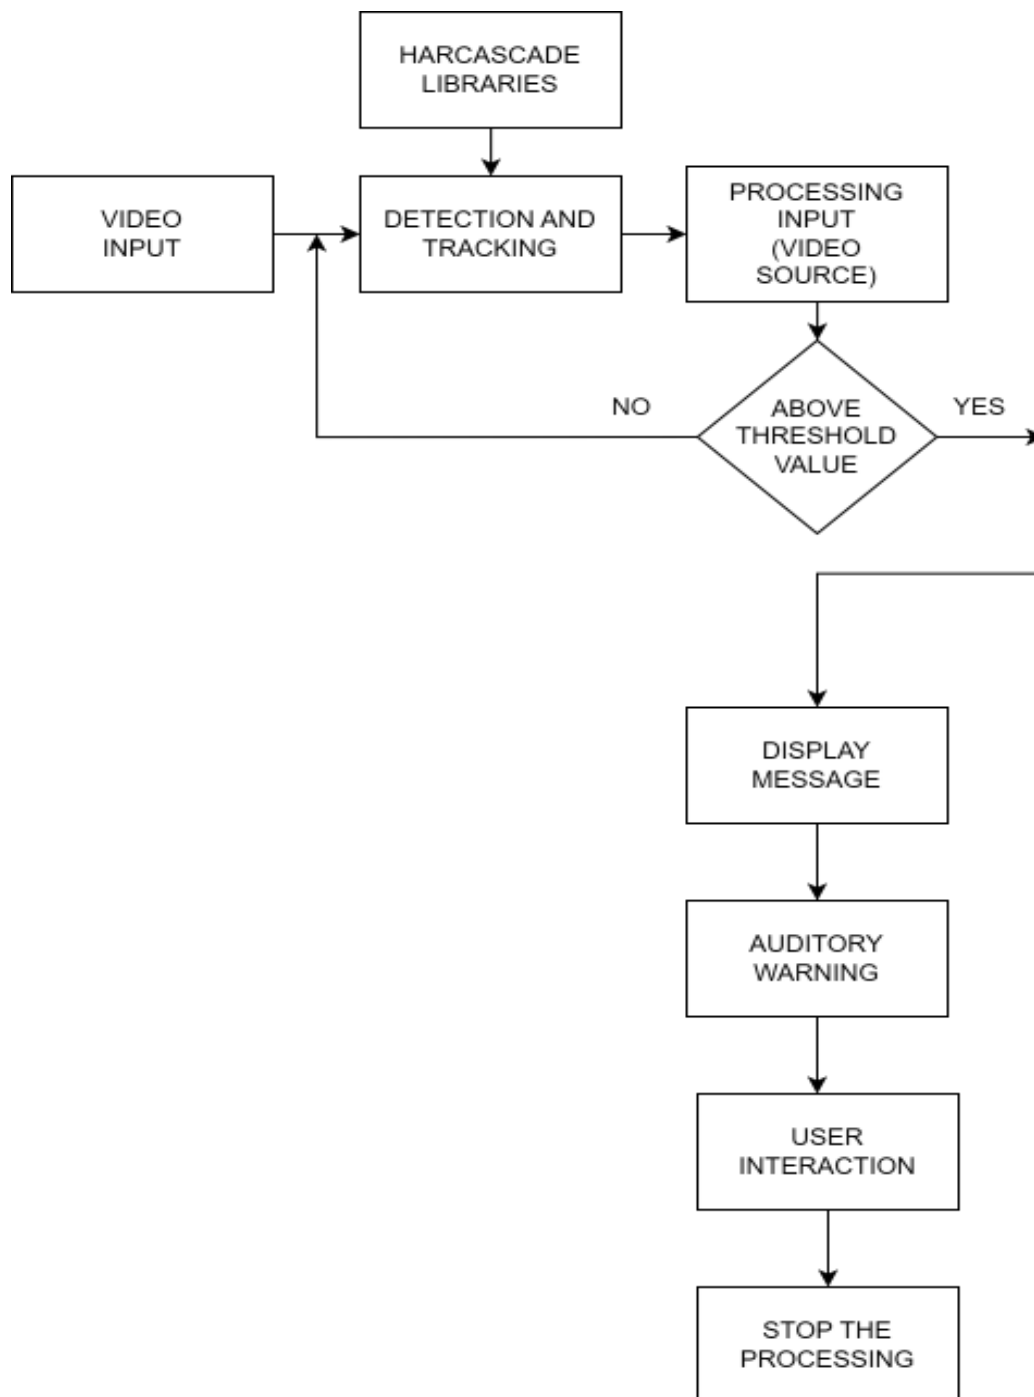 HARCASCADE
LIBRARIES
VIDEO
INPUT
DETECTION AND
TRACKING
PROCESSING
INPUT
(VIDEO
SOURCE)
NO
ABOVE
THRESHOLD
VALUE
YES
DISPLAY
MESSAGE
AUDITORY
WARNING
USER
INTERACTION
STOP THE
PROCESSING